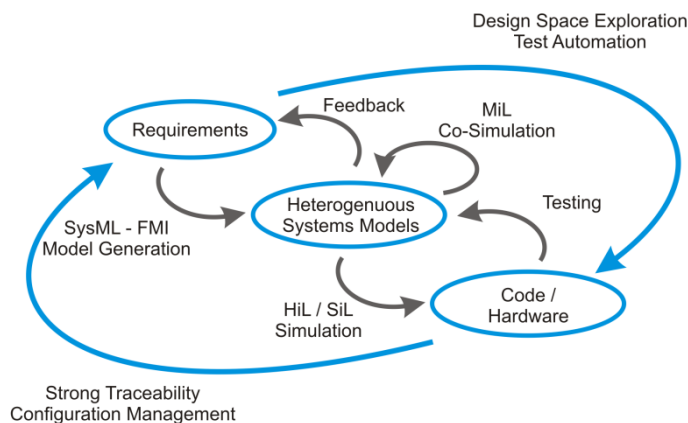 Design Space Exploration
Test Automation
Feedback
MiL
Co-Simulation
Requirements
Heterogenuous
Systems Models
Testing
SysML - FMI
Model Generation
HiL / SiL
Simulation
Code /
Hardware
Strong Traceability
Configuration Management